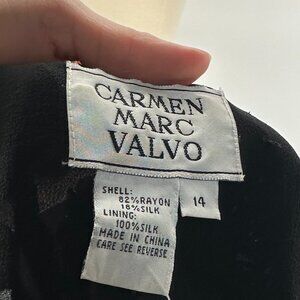 CARMEN
MARC
VALVO
SHELL:
82%RAYON
18%SILK
LINING:
100%SILK
MADE IN CHINA
CARE SEE REVERSE
14